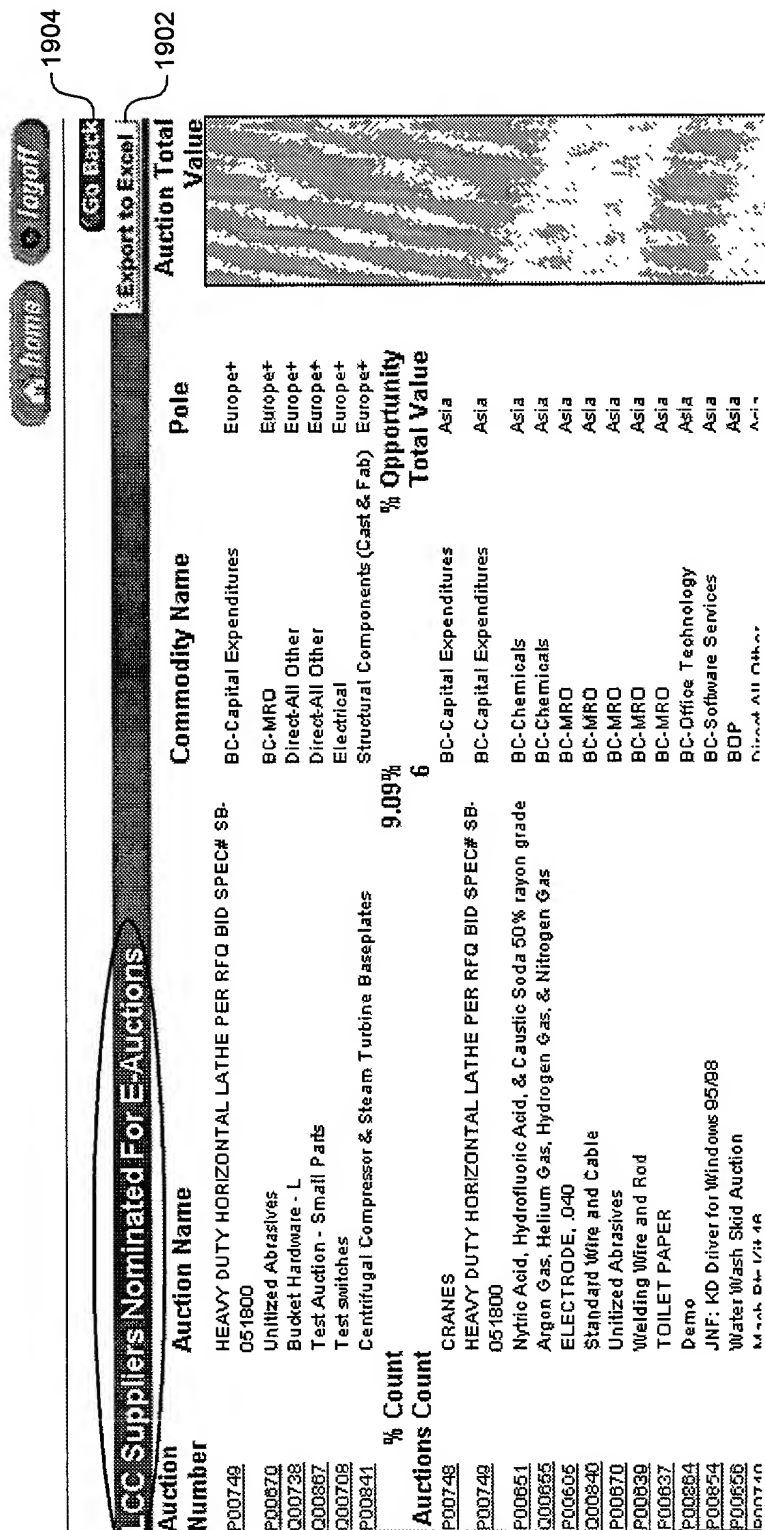 home logoff
1904
Go Back
LCC Suppliers Nominated For E-Auctions Export to Excel
1902
Auction Number Auction Name Commodity Name Pole Auction Total Value
P00749 HEAVY DUTY HORIZONTAL LATHE PER RFQ BID SPEC# SB-051800 BC-Capital Expenditures Europe+
P00670 Unitized Abrasives BC-MRO Europe+
Q00738 Bucket Hardware - L Direct-All Other Europe+
Q00867 Test Auction - Small Parts Direct-All Other Europe+
Q00708 Test switches Electrical Europe+
P00841 Centrifugal Compressor & Steam Turbine Baseplates Structural Components (Cast & Fab) Europe+
% Count 9.09% % Opportunity
Auctions Count 6 Total Value
P00748 CRANES BC-Capital Expenditures Asia
P00749 HEAVY DUTY HORIZONTAL LATHE PER RFQ BID SPEC# SB-051800 BC-Capital Expenditures Asia
P00651 Nytric Acid, Hydrofluolic Acid, & Caustic Soda 50% rayon grade BC-Chemicals Asia
Q00655 Argon Gas, Helium Gas, Hydrogen Gas, & Nitrogen Gas BC-Chemicals Asia
P00605 ELECTRODE, .040 BC-MRO Asia
Q00840 Standard Wire and Cable BC-MRO Asia
P00670 Unitized Abrasives BC-MRO Asia
P00639 Welding Wire and Rod BC-MRO Asia
P00637 TOILET PAPER BC-MRO Asia
P00864 Demo BC-Office Technology Asia
P00854 JNF: KD Driver for Windows 95/98 BC-Software Services Asia
P00656 Water Wash Skid Auction BOP Asia
Direct-All Other Asia